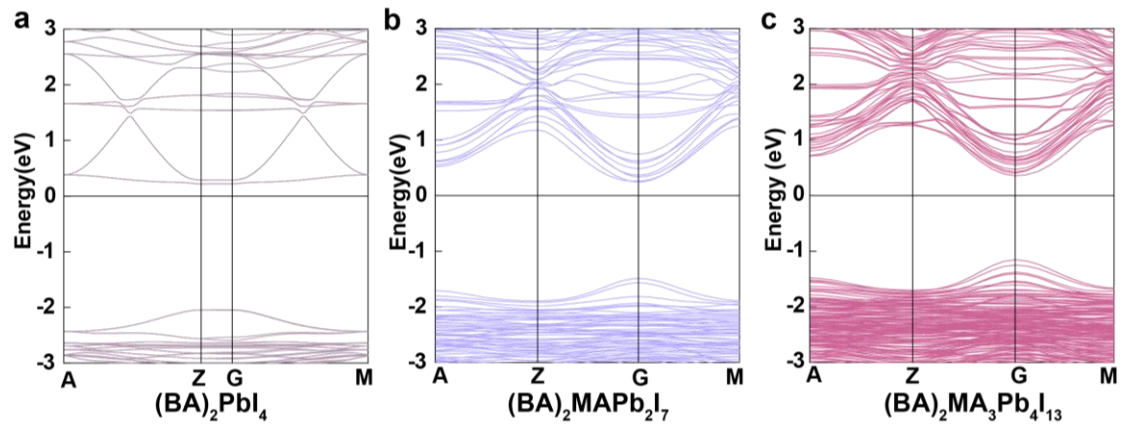 a
b
c
3
2
1
0
-1
-2
-3
Energy(eV)
A
Z
G
M
(BA)₂PbI₄
3
2
1
0
-1
-2
-3
Energy(eV)
A
Z
G
M
(BA)₂MAPb₂I₇
3
2
1
0
-1
-2
-3
Energy (eV)
A
Z
G
M
(BA)₂MA₃Pb₄I₁₃